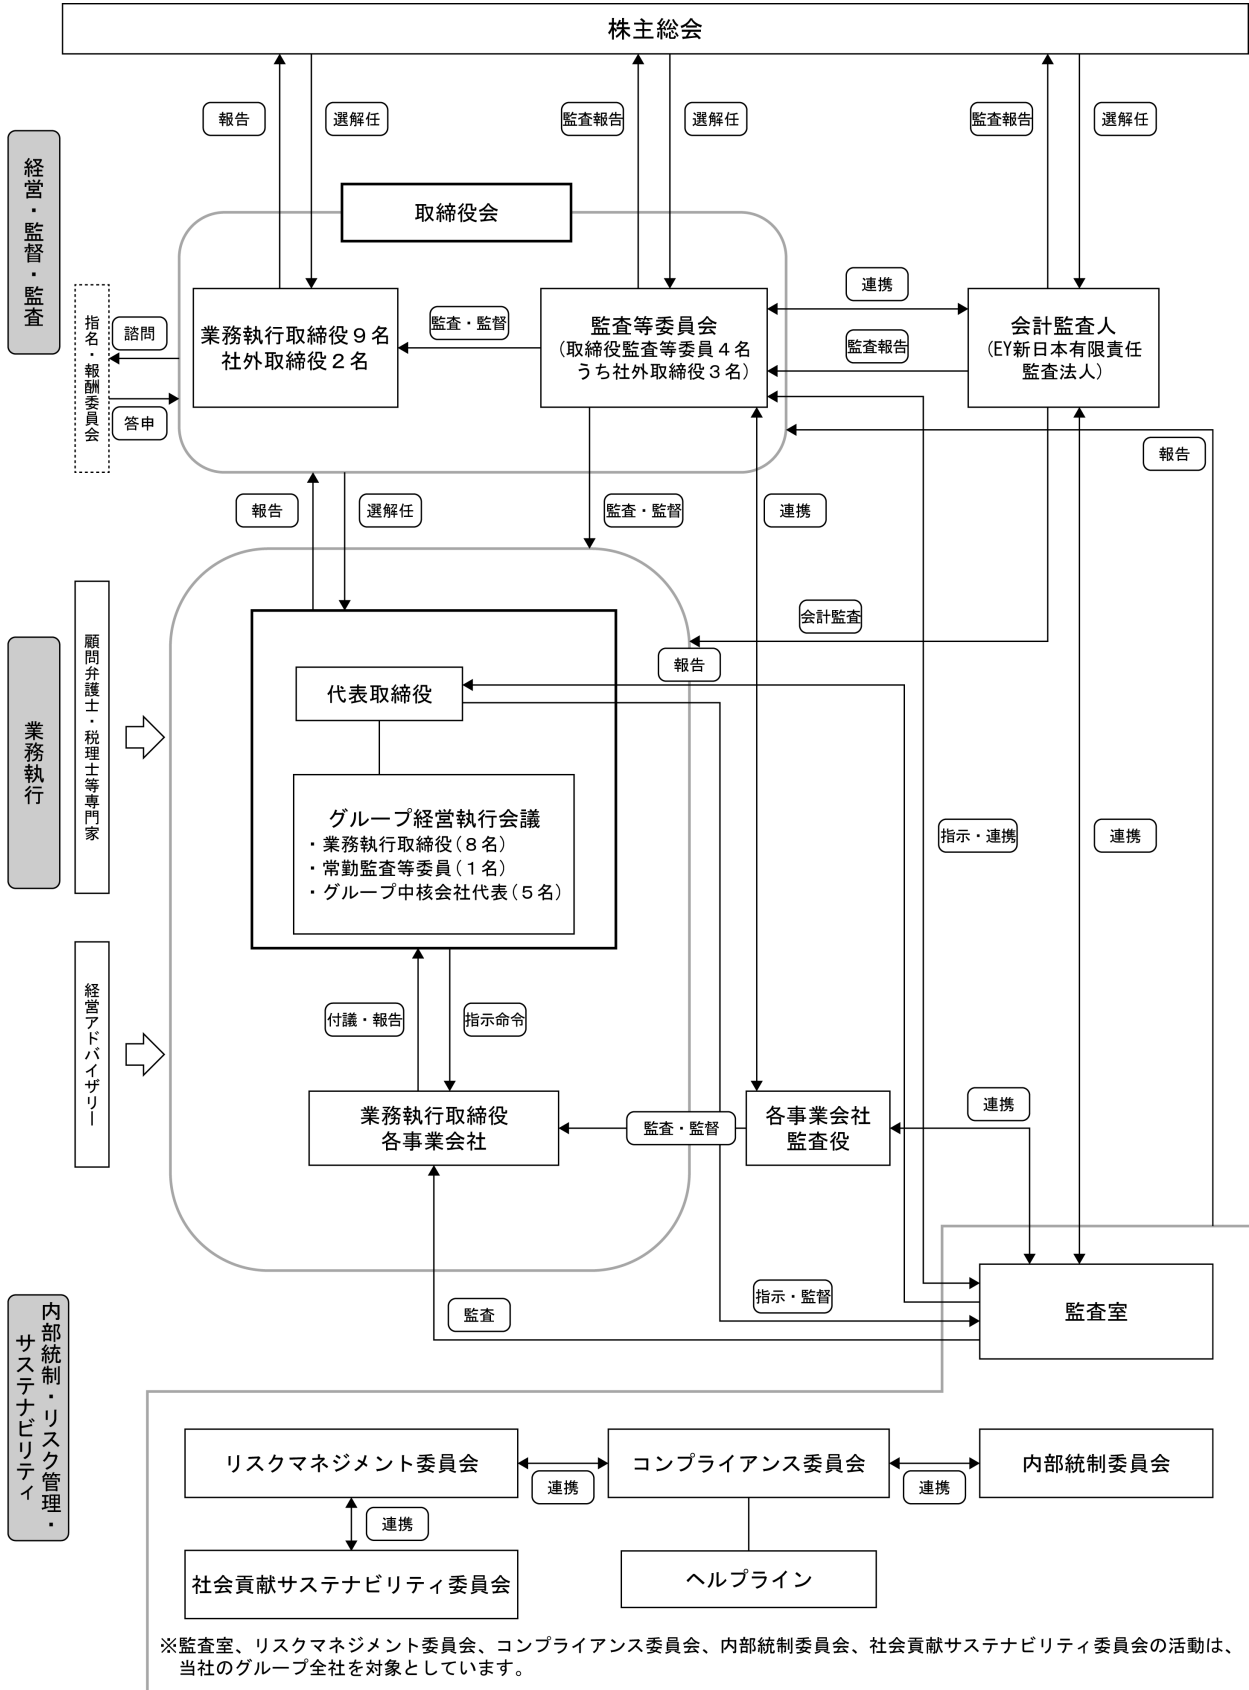 株主総会
報告
選解任
監査報告
選解任
監査報告
選解任
経営・監督・監査
取締役会
指名・報酬委員会
諮問
答申
業務執行取締役9名
社外取締役2名
監査・監督
監査等委員会
(取締役監査等委員4名
うち社外取締役3名)
連携
監査報告
会計監査人
(EY新日本有限責任
監査法人)
報告
報告
選解任
監査・監督
連携
業務執行
顧問弁護士・税理士等専門家
会計監査
報告
代表取締役
グループ経営執行会議
・業務執行取締役(8名)
・常勤監査等委員(1名)
・グループ中核会社代表(5名)
指示・連携
連携
経営アドバイザリー
付議・報告
指示命令
業務執行取締役
各事業会社
監査・監督
各事業会社
監査役
連携
内部統制・リスク管理・
サステナビリティ
監査
指示・監督
監査室
リスクマネジメント委員会
連携
コンプライアンス委員会
連携
内部統制委員会
連携
社会貢献サステナビリティ委員会
ヘルプライン
※監査室、リスクマネジメント委員会、コンプライアンス委員会、内部統制委員会、社会貢献サステナビリティ委員会の活動は、
当社のグループ全社を対象としています。